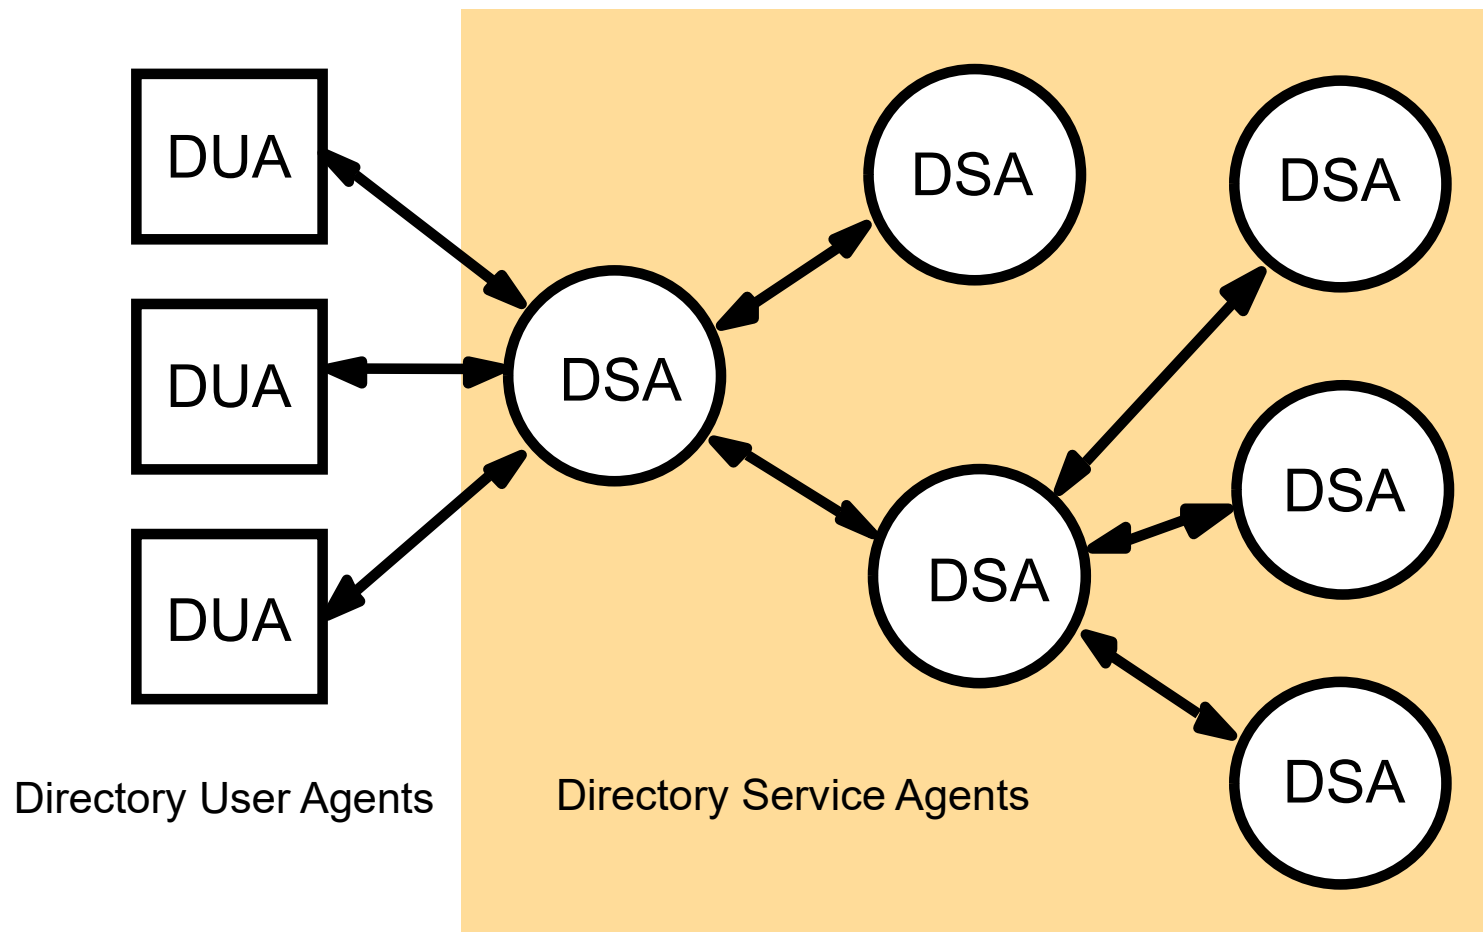 DUA
DUA
DUA
DSA
DSA
DSA
DSA
DSA
DSA
Directory User Agents
Directory Service Agents